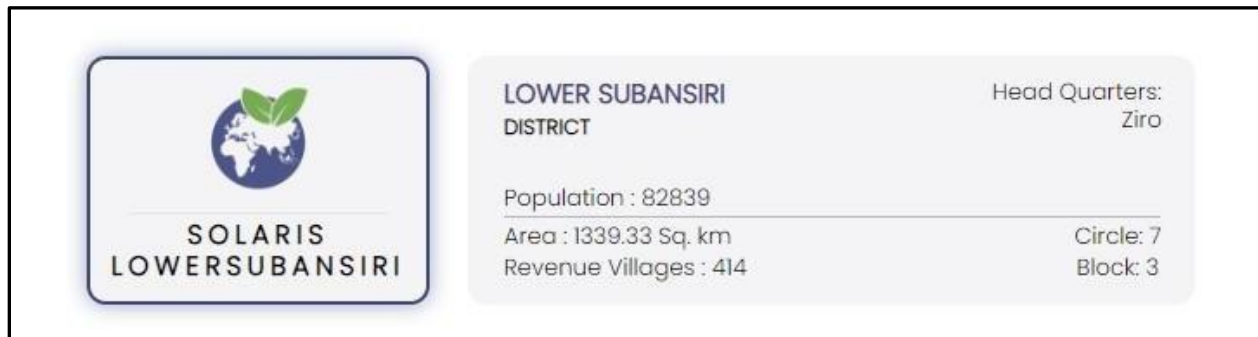 SOLARIS
LOWERSUBANSIRI
LOWER SUBANSIRI
DISTRICT
Head Quarters:
Ziro
Population : 82839
Area : 1339.33 Sq. km
Circle: 7
Revenue Villages : 414
Block: 3